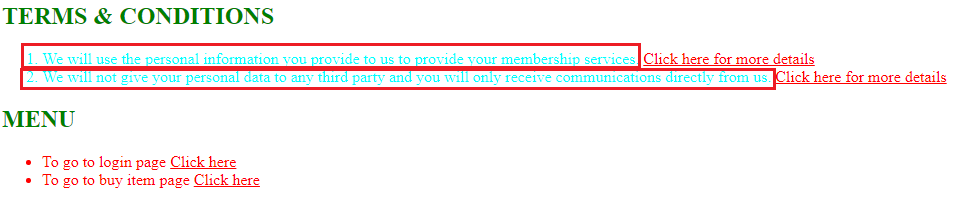 TERMS & CONDITIONS
1. We will use the personal information you provide to us to provide your membership services. Click here for more details
2. We will not give your personal data to any third party and you will only receive communications directly from us. Click here for more details
MENU
• To go to login page Click here
• To go to buy item page Click here